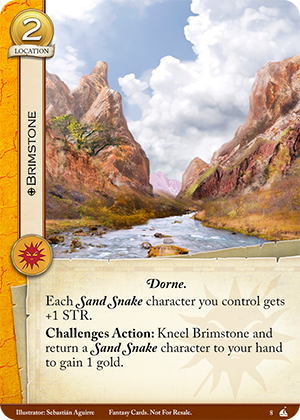 2
LOCATION
BRIMSTONE
Dorne.
Each Sand Snake character you control gets
+1 STR.
Challenges Action: Kneel Brimstone and
return a Sand Snake character to your hand
to gain 1 gold.
Illustrator: Sebastián Aguirre Fantasy Cards. Not For Resale. 8